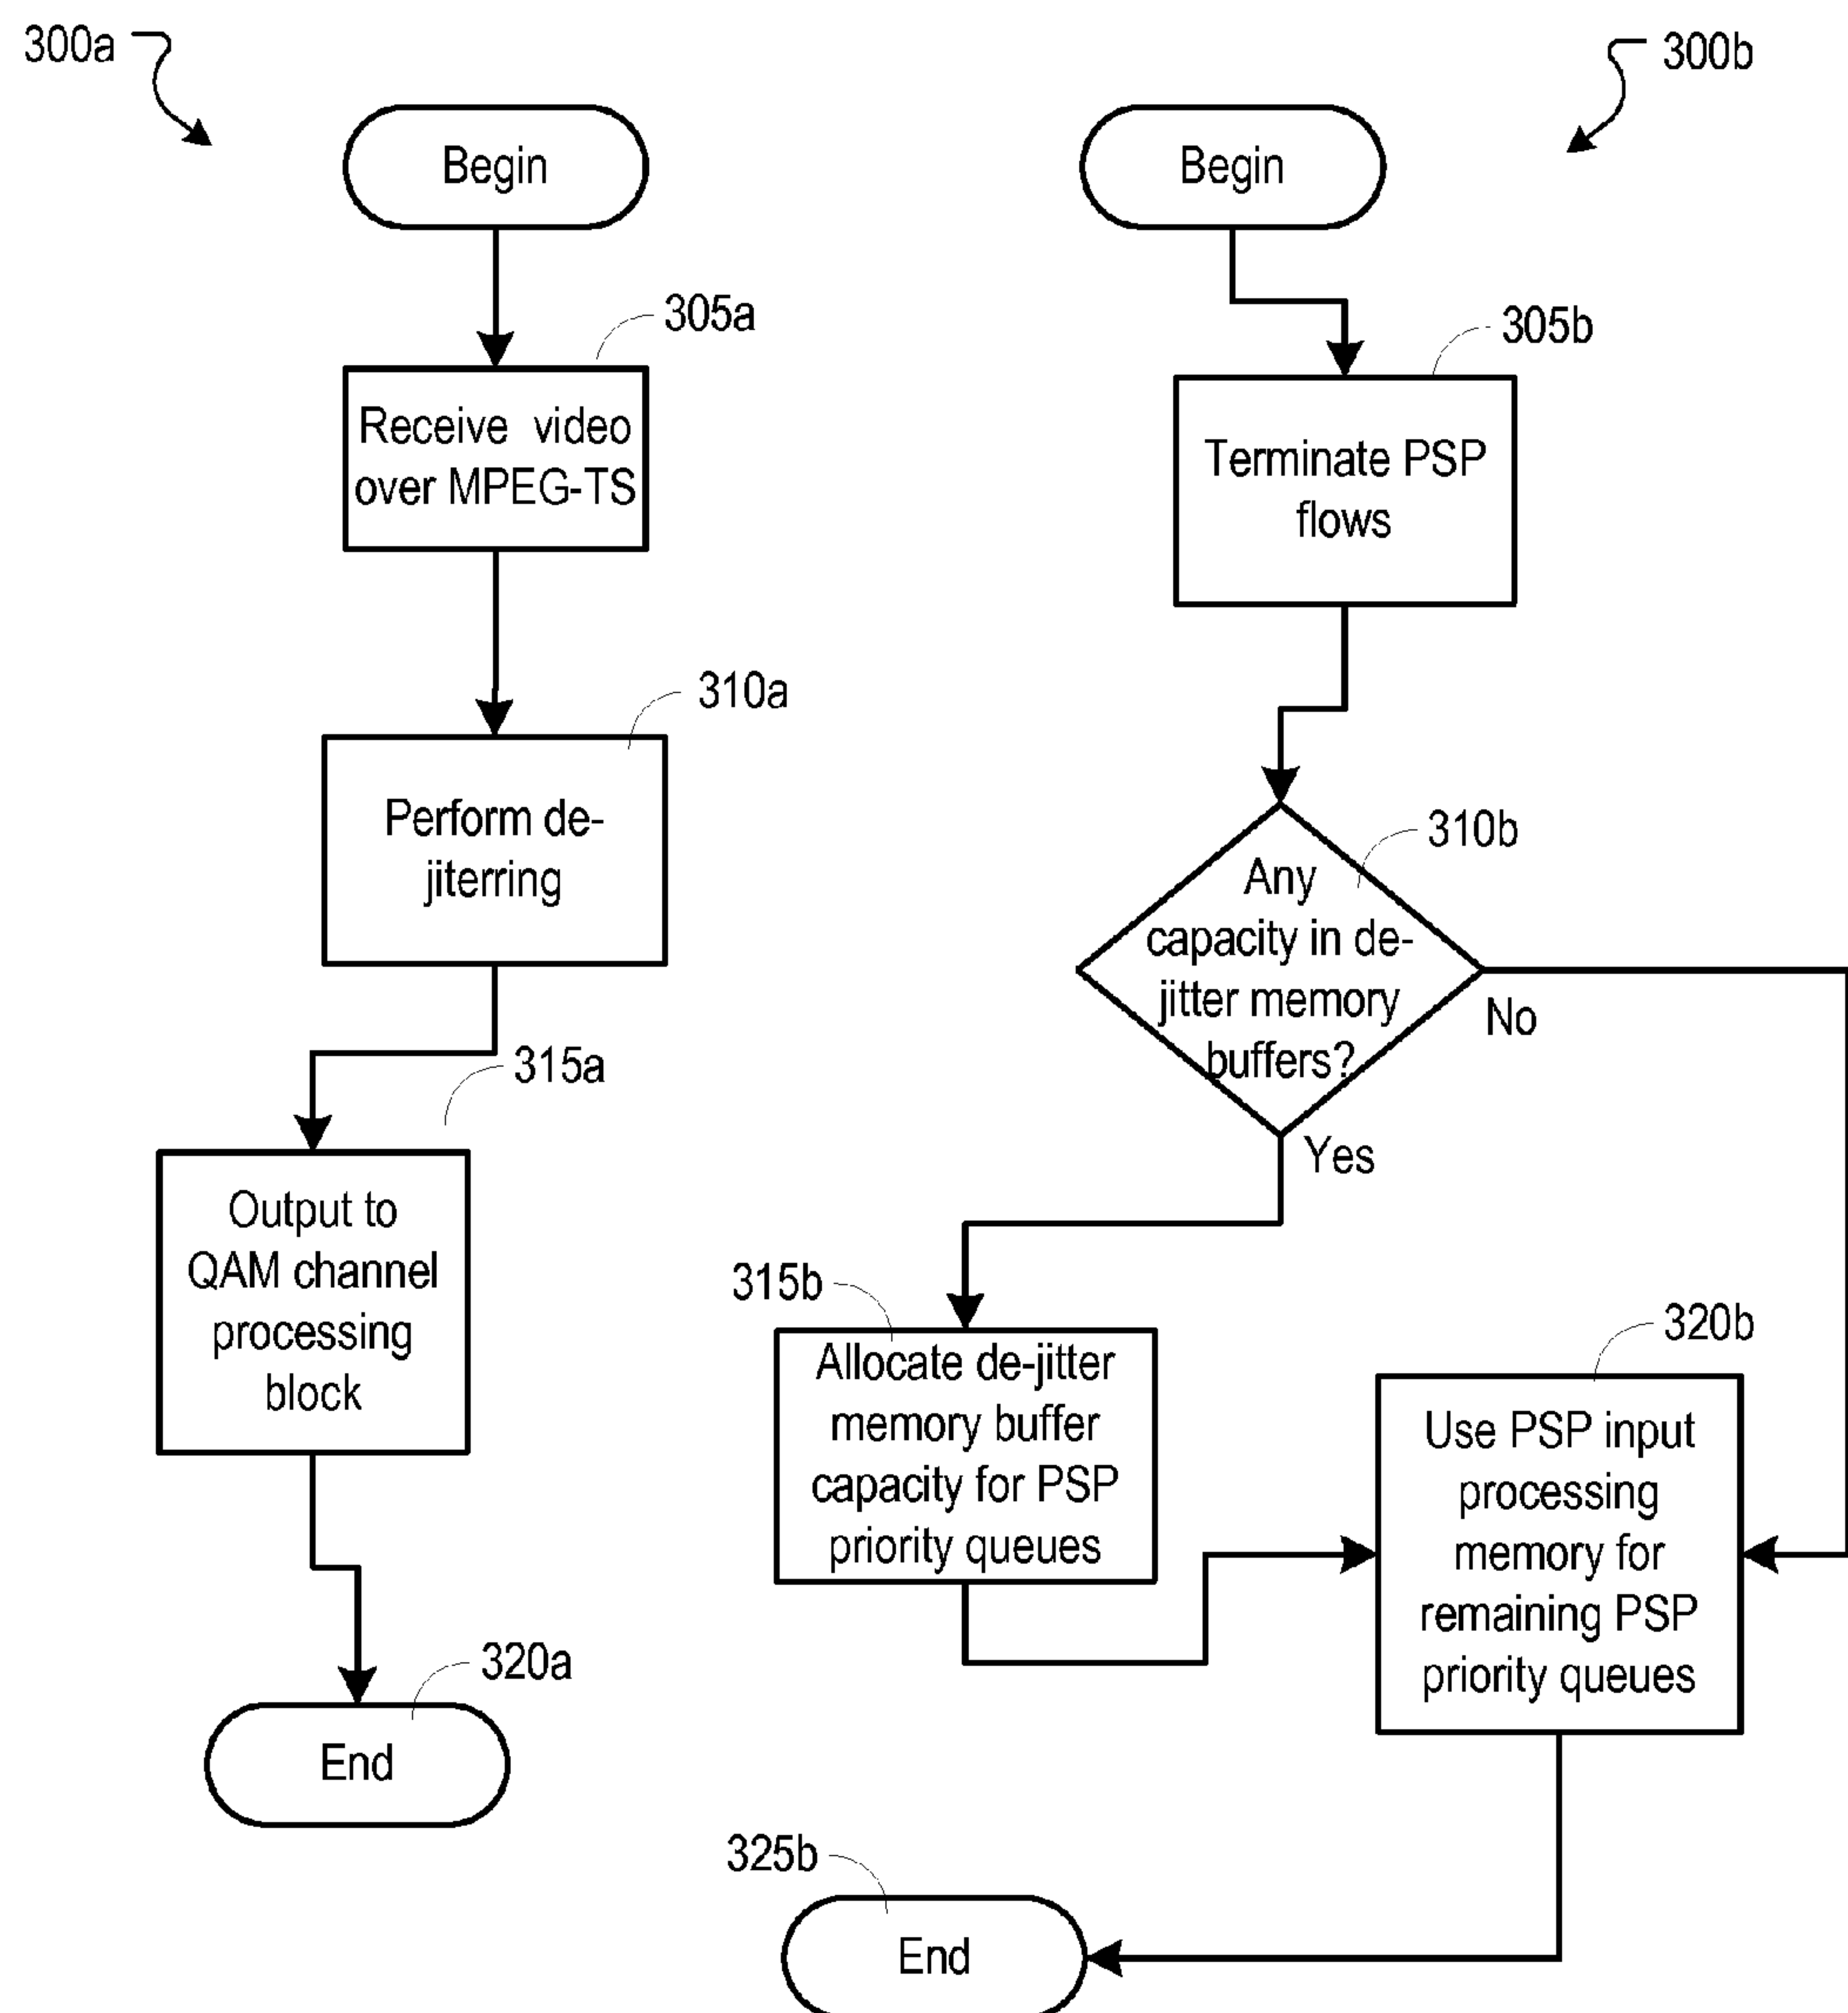 300a
Begin
305a
Receive video
over MPEG-TS
310a
Perform de-
jiterring
315a
Output to
QAM channel
processing
block
320a
End
300b
Begin
305b
Terminate PSP
flows
310b
Any
capacity in de-
jitter memory
buffers?
No
Yes
315b
Allocate de-jitter
memory buffer
capacity for PSP
priority queues
320b
Use PSP input
processing
memory for
remaining PSP
priority queues
325b
End